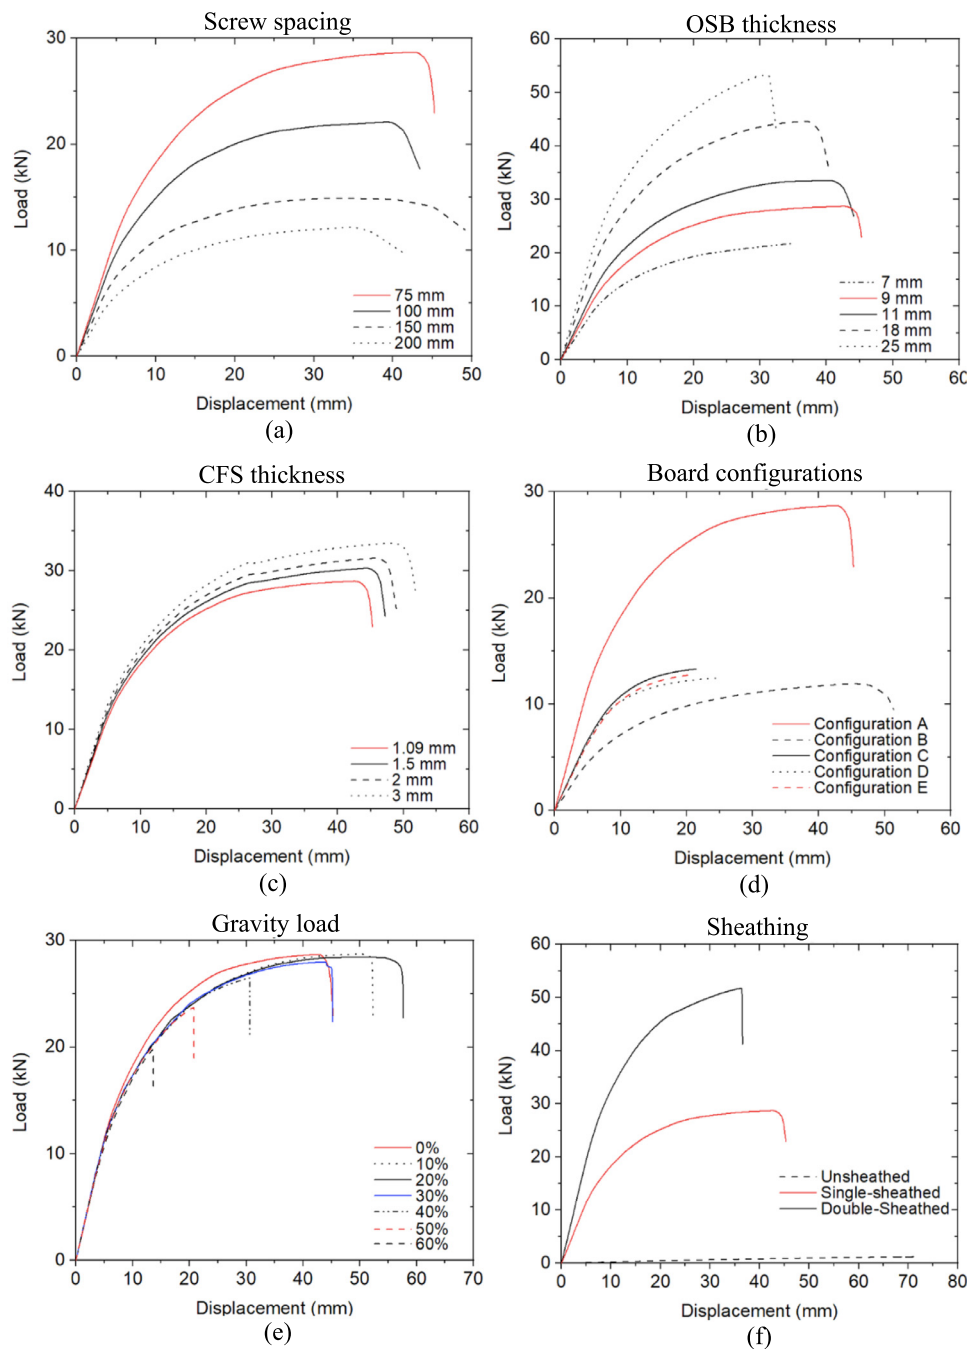 Screw spacing
30
20
10
0
Load (kN)
75 mm
100 mm
150 mm
200 mm
0 10 20 30 40 50
Displacement (mm)
(a)
OSB thickness
60
50
40
30
20
10
0
Load (kN)
7 mm
9 mm
11 mm
18 mm
25 mm
0 10 20 30 40 50 60
Displacement (mm)
(b)
CFS thickness
40
30
20
10
0
Load (kN)
1.09 mm
1.5 mm
2 mm
3 mm
0 10 20 30 40 50 60
Displacement (mm)
(c)
Board configurations
30
20
10
0
Load (kN)
Configuration A
Configuration B
Configuration C
Configuration D
Configuration E
0 10 20 30 40 50 60
Displacement (mm)
(d)
Gravity load
30
20
10
0
Load (kN)
0%
10%
20%
30%
40%
50%
60%
0 10 20 30 40 50 60 70
Displacement (mm)
(e)
Sheathing
60
50
40
30
20
10
0
Load (kN)
Unsheathed
Single-sheathed
Double-Sheathed
0 10 20 30 40 50 60 70 80
Displacement (mm)
(f)